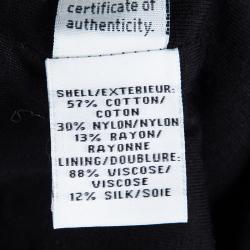 certificate of
authenticity.
SHELL/EXTERIEUR:
57% COTTON/
COTON
30% NYLON/NYLON
13% RAYON/
RAYONNE
LINING/DOUBLURE:
88% VISCOSE/
VISCOSE
12% SILK/SOIE